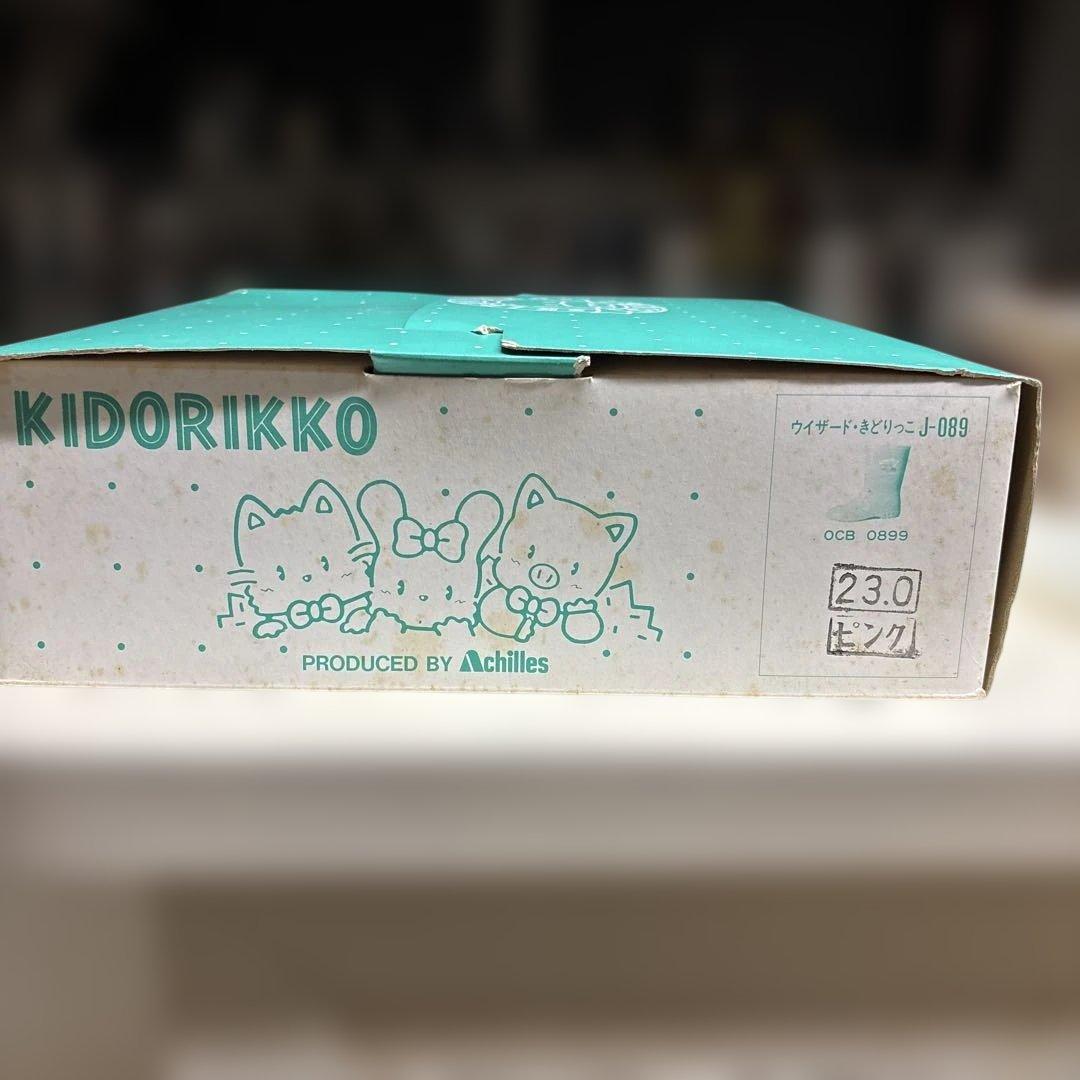 KIDORIKKO
ウイザード・きどりっこ J-089
OCB 0899
23.0
ピンク
PRODUCED BY Achilles